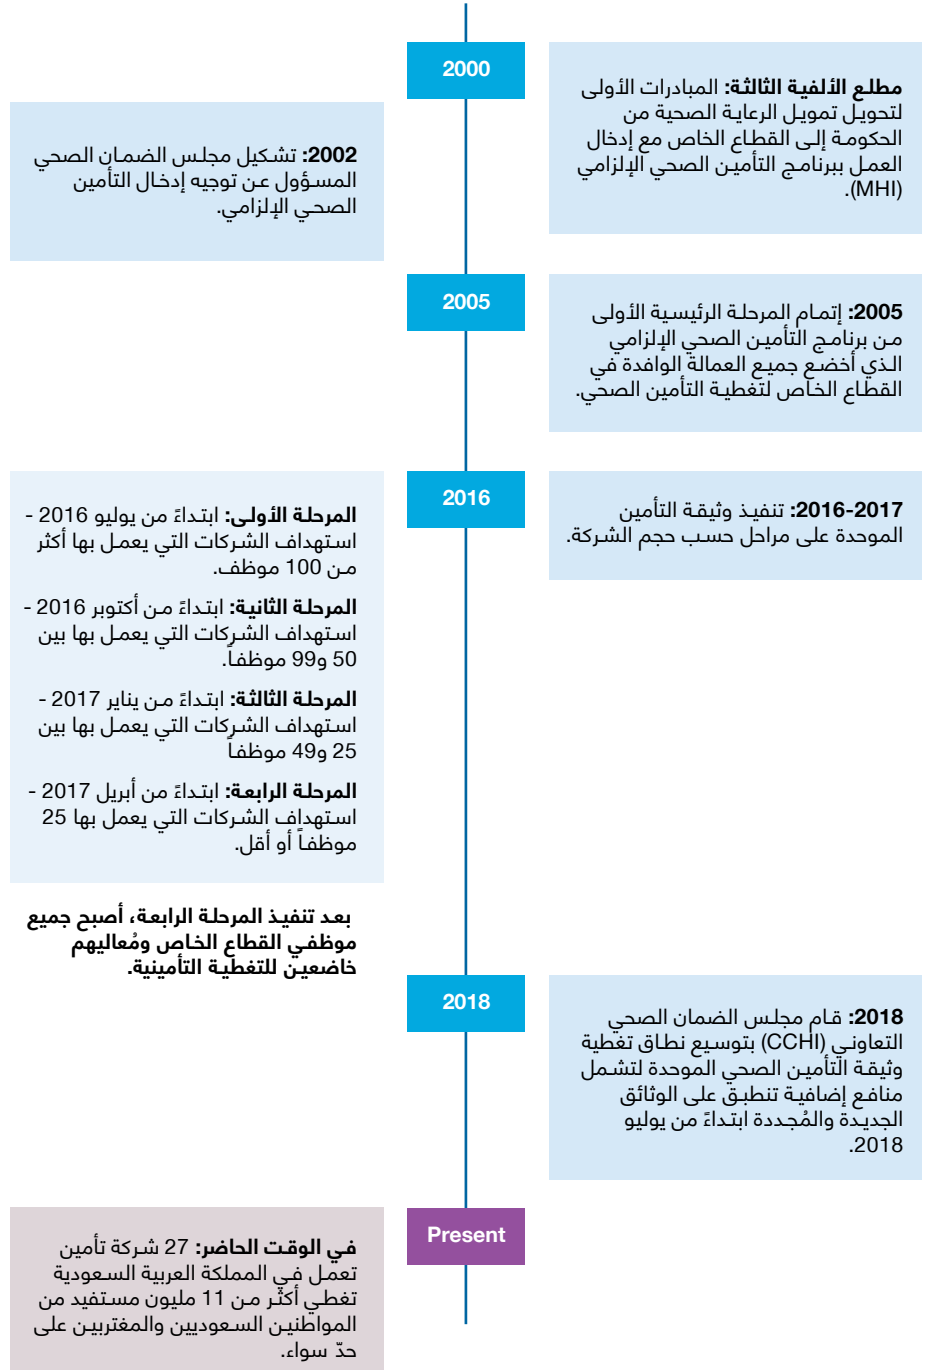 2000
مطلع الألفية الثالثة: المبادرات الأولى
لتحويل تمويل الرعاية الصحية من
الحكومة إلى القطاع الخاص مع إدخال
العمل ببرنامج التأمين الصحي الإلزامي
(MHI).
2002: تشكيل مجلس الضمان الصحي
المسؤول عن توجيه إدخال التأمين
الصحي الإلزامي.
2005
2005: إتمام المرحلة الرئيسية الأولى
من برنامج التأمين الصحي الإلزامي
الذي أخضع جميع العمالة الوافدة في
القطاع الخاص لتغطية التأمين الصحي.
2016
2016-2017: تنفيذ وثيقة التأمين
الموحدة على مراحل حسب حجم الشركة.
المرحلة الأولى: ابتداءً من يوليو 2016 -
استهداف الشركات التي يعمل بها أكثر
من 100 موظف.
المرحلة الثانية: ابتداءً من أكتوبر 2016 -
استهداف الشركات التي يعمل بها بين
50 و99 موظفاً.
المرحلة الثالثة: ابتداءً من يناير 2017 -
استهداف الشركات التي يعمل بها بين
25 و49 موظفاً
المرحلة الرابعة: ابتداءً من أبريل 2017 -
استهداف الشركات التي يعمل بها 25
موظفاً أو أقل.
بعد تنفيذ المرحلة الرابعة، أصبح جميع
موظفي القطاع الخاص ومُعاليهم
خاضعين للتغطية التأمينية.
2018
2018: قام مجلس الضمان الصحي
التعاوني (CCHI) بتوسيع نطاق تغطية
وثيقة التأمين الصحي الموحدة لتشمل
منافع إضافية تنطبق على الوثائق
الجديدة والمُجددة ابتداءً من يوليو
2018.
Present
في الوقت الحاضر: 27 شركة تأمين
تعمل في المملكة العربية السعودية
تغطي أكثر من 11 مليون مستفيد من
المواطنين السعوديين والمغتربين على
حدّ سواء.